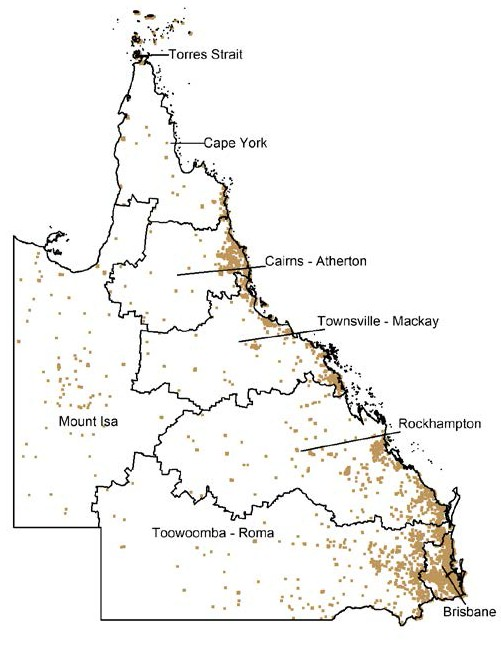 Torres Strait
Cape York
Cairns - Atherton
Townsville - Mackay
Mount Isa
Rockhampton
Toowoomba - Roma
Brisbane